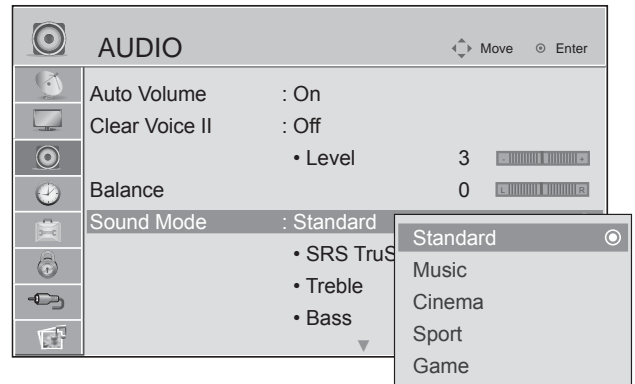 AUDIO
Move Enter
Auto Volume : On
Clear Voice II : Off
• Level 3 - +
Balance 0 L R
Sound Mode : Standard
• SRS TruS
• Treble
• Bass
▼
Standard
Music
Cinema
Sport
Game